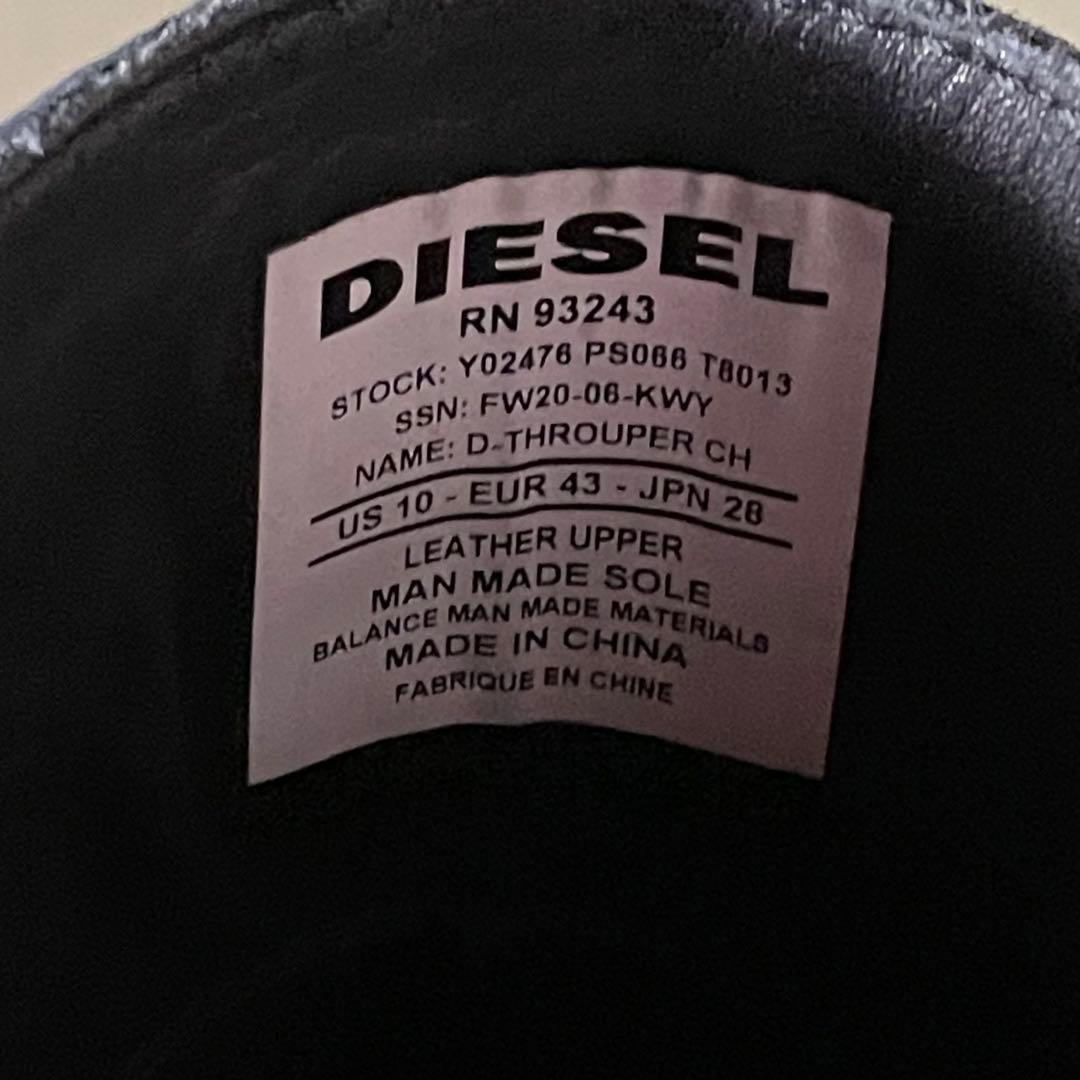 DIESEL
RN 93243
STOCK: Y02476 PS066 T8013
SSN: FW20-06-KWY
NAME: D-THROUPER CH
US 10 - EUR 43 - JPN 28
LEATHER UPPER
MAN MADE SOLE
BALANCE MAN MADE MATERIALS
MADE IN CHINA
FABRIQUE EN CHINE